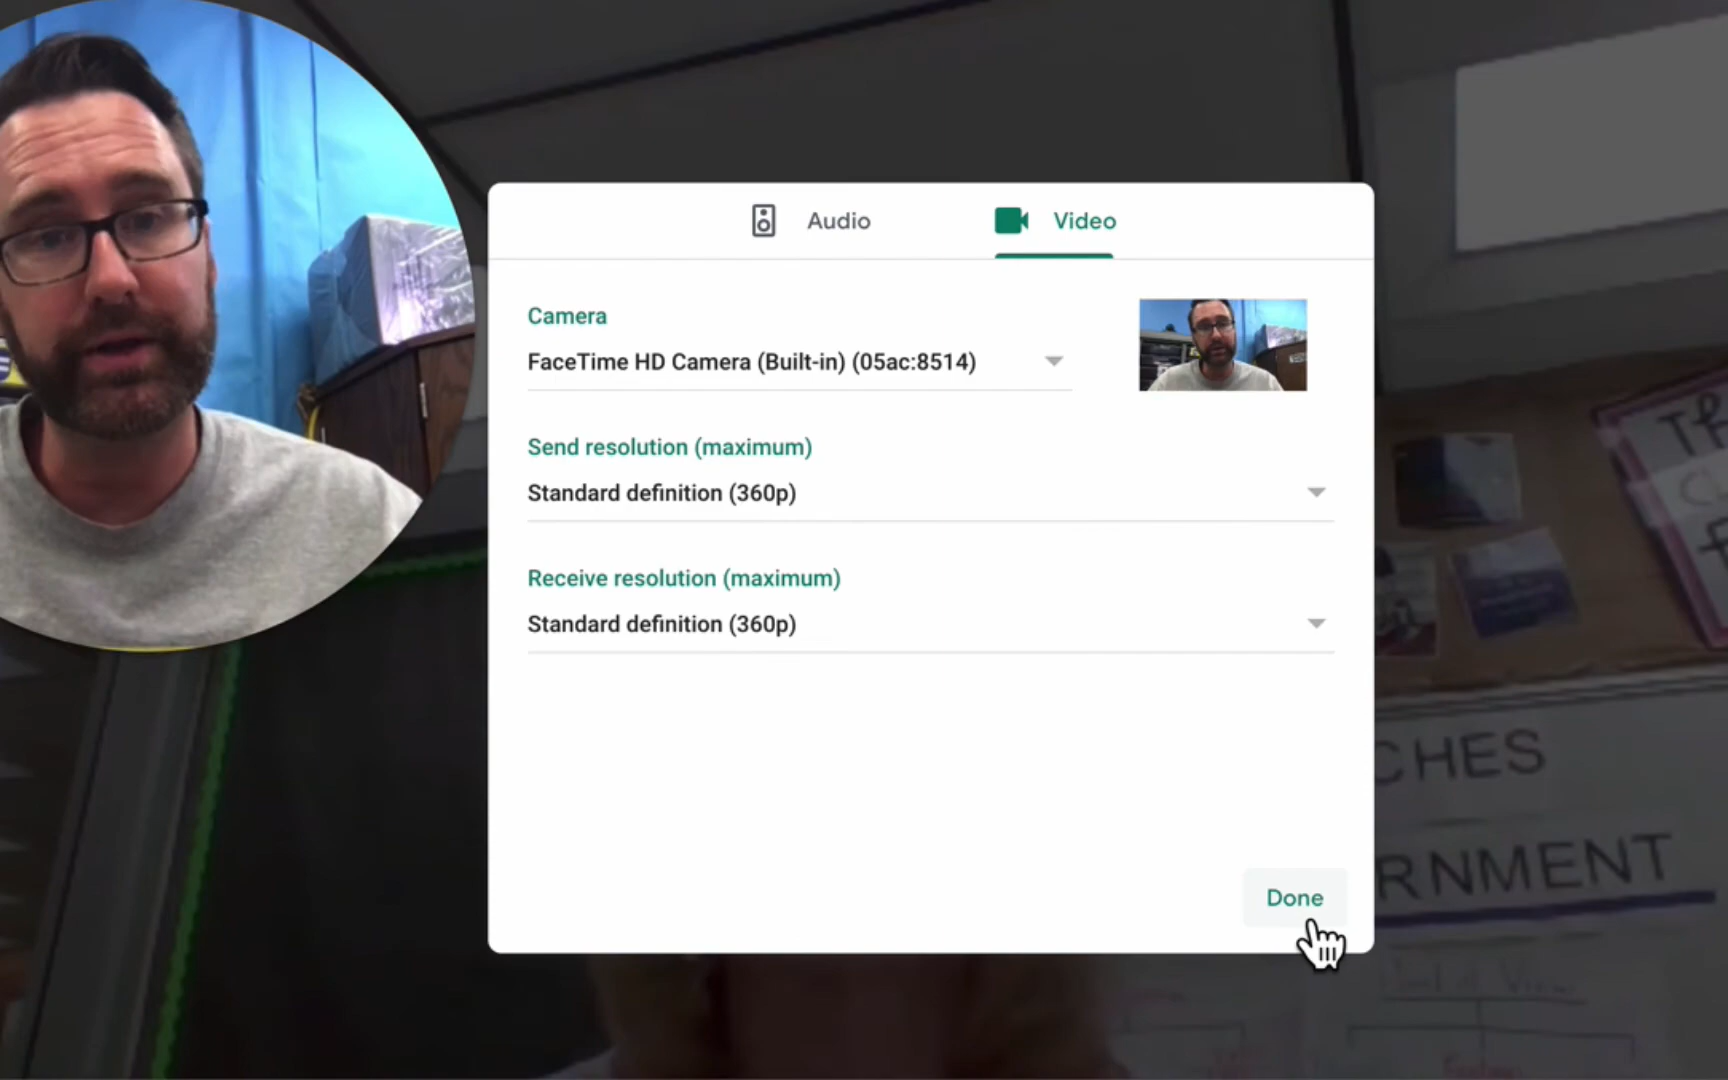 Audio
Video
Camera
FaceTime HD Camera (Built-in) (05ac:8514)
Send resolution (maximum)
Standard definition (360p)
Receive resolution (maximum)
Standard definition (360p)
Done
CHES
RNMENT